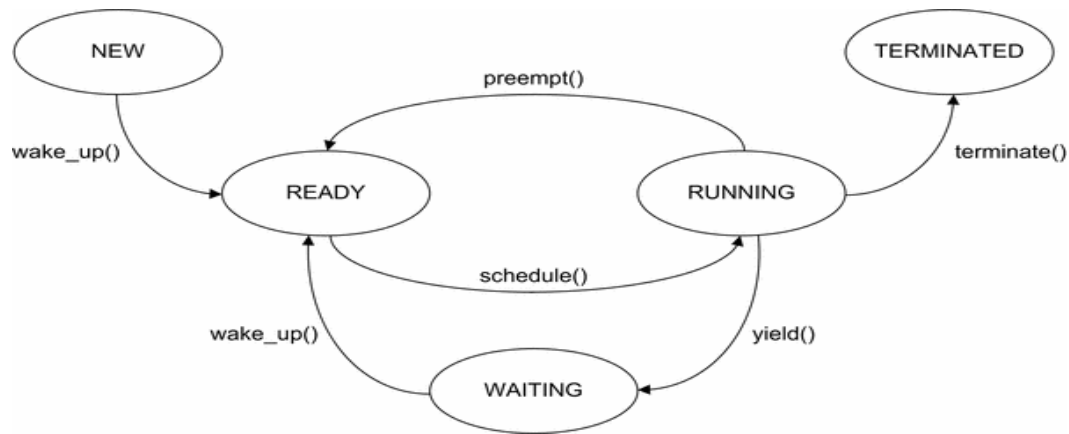 NEW
TERMINATED
preempt()
wake_up()
terminate()
READY
RUNNING
schedule()
wake_up()
yield()
WAITING